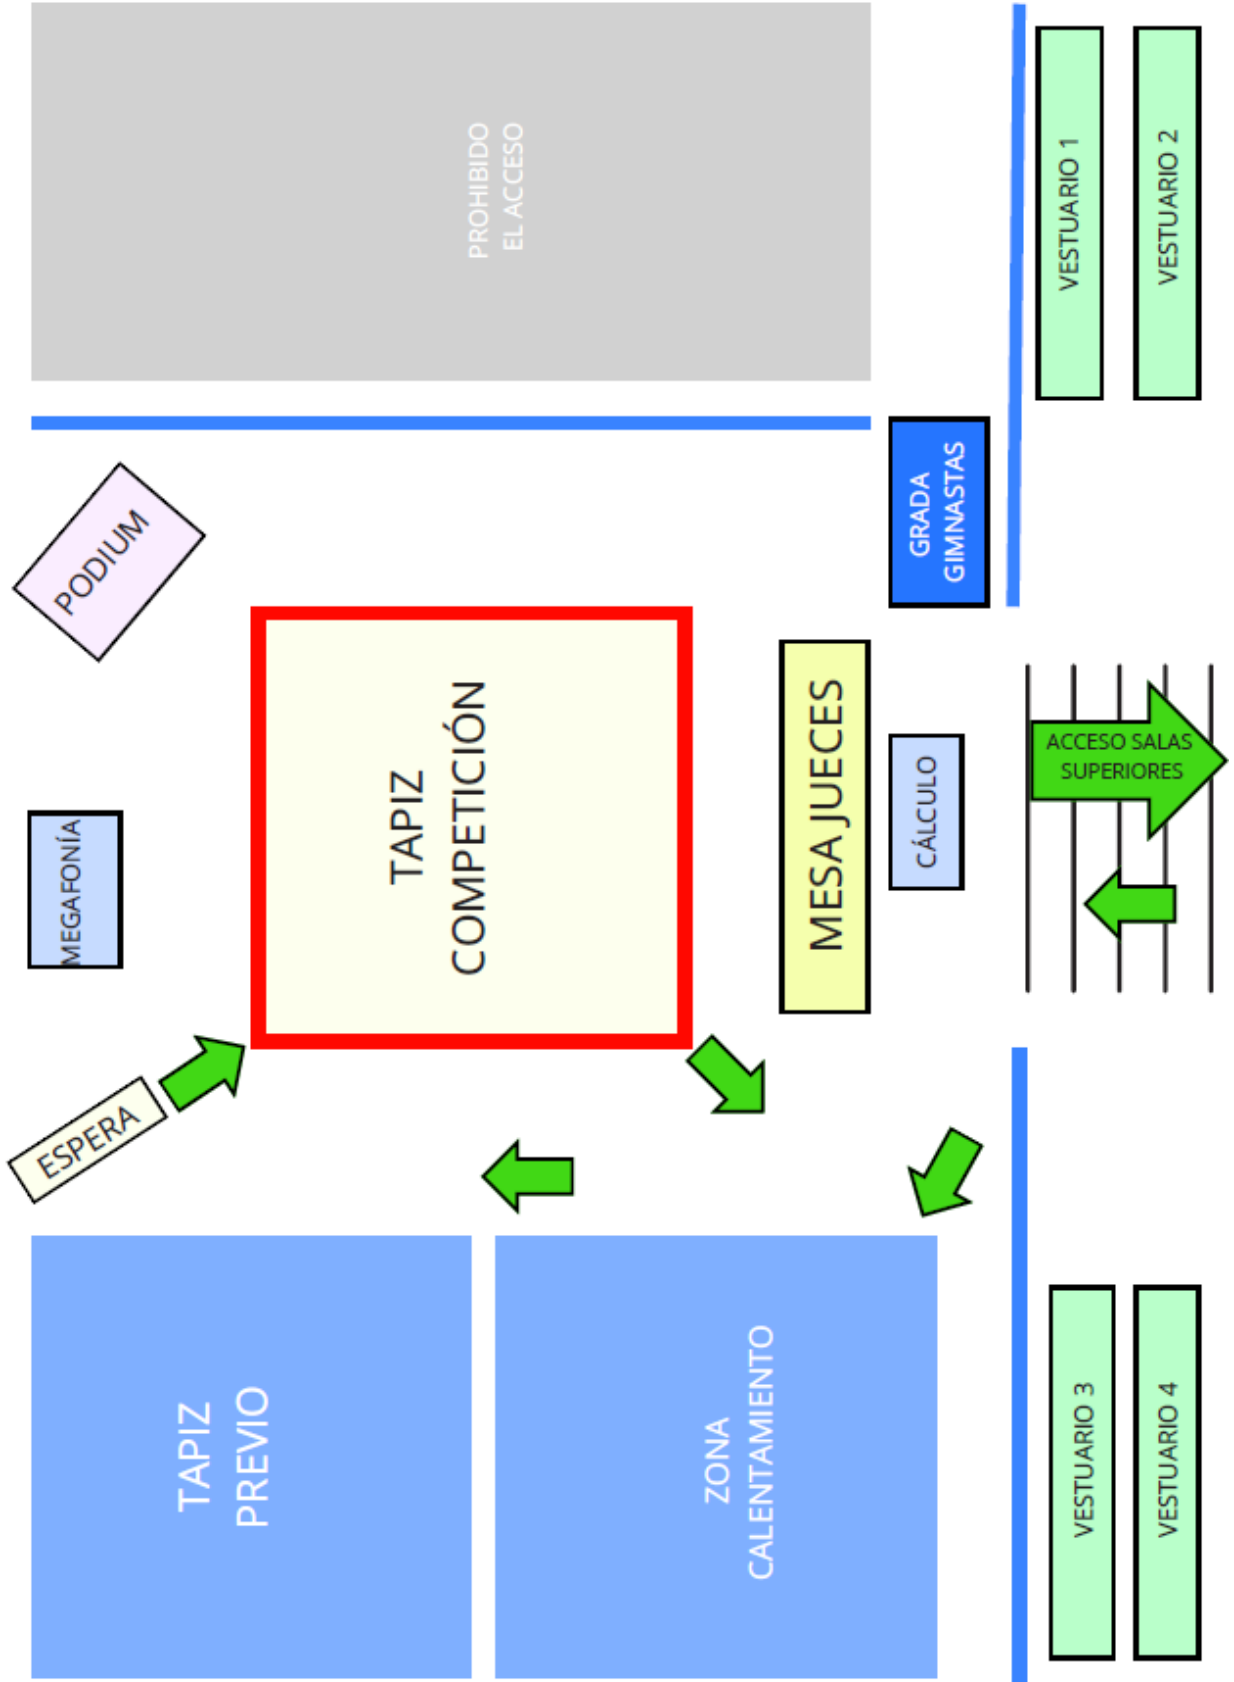 PROHIBIDO
EL ACCESO
VESTUARIO 1
VESTUARIO 2
PODIUM
GRADA
GIMNASTAS
TAPIZ
COMPETICIÓN
MESA JUECES
CÁLCULO
ACCESO SALAS
SUPERIORES
MEGAFONÍA
ESPERA
TAPIZ
PREVIO
ZONA
CALENTAMIENTO
VESTUARIO 3
VESTUARIO 4